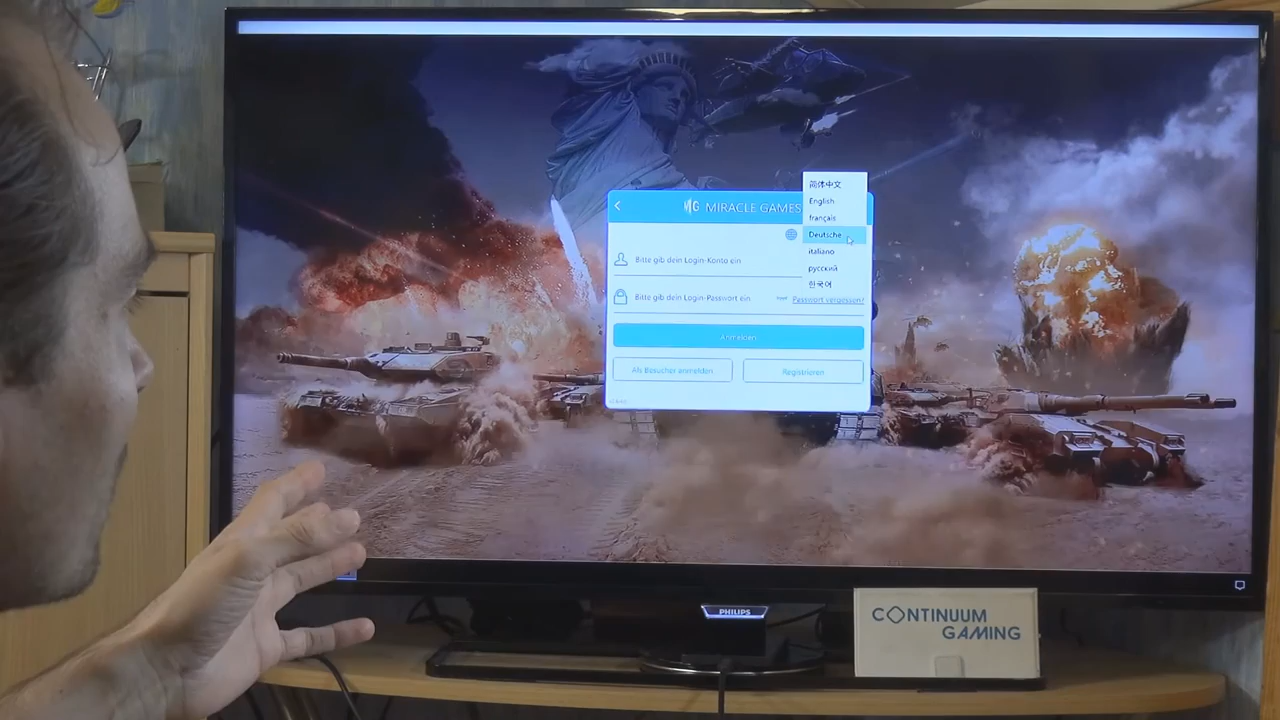 简体中文
English
français
Deutsche
italiano
русский
한국어
MG MIRACLE GAMES
Bitte gib dein Login-Konto ein
Bitte gib dein Login-Passwort ein
Passwort vergessen?
Anmelden
Als Besucher anmelden
Registrieren
PHILIPS
CONTINUUM
GAMING